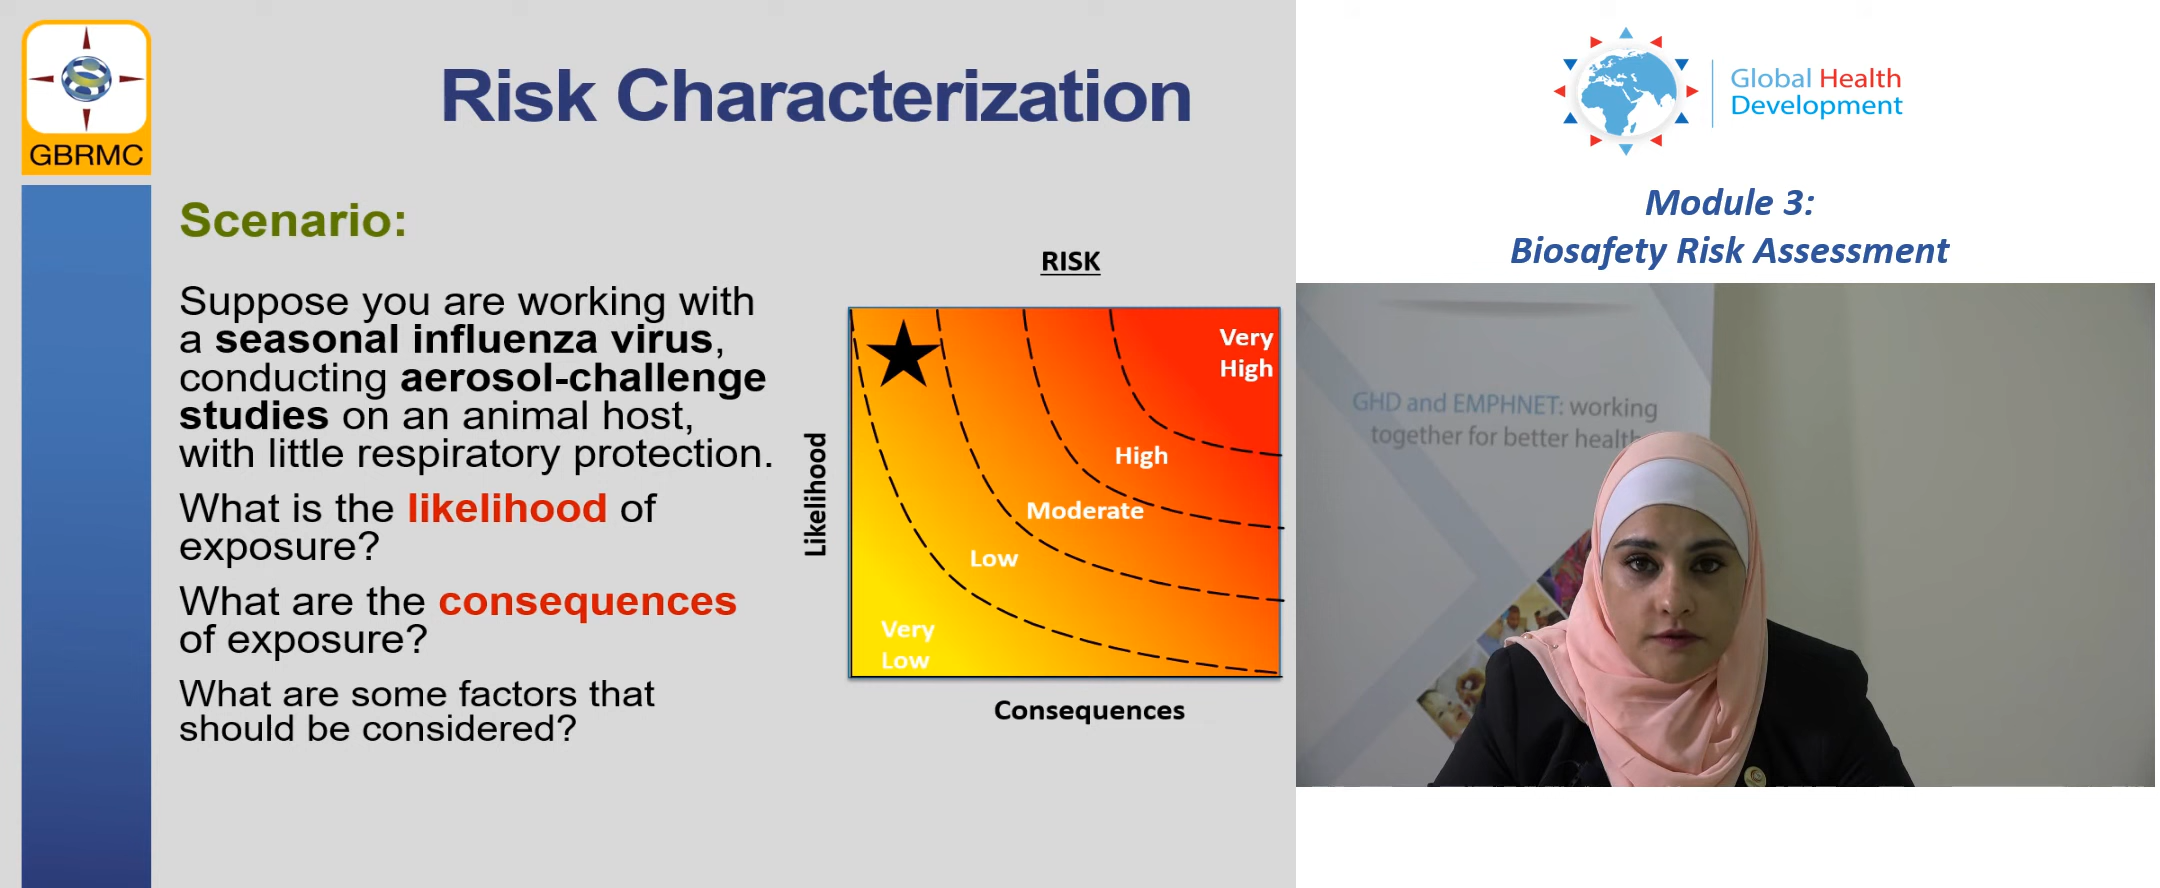 GBRMC
Risk Characterization
Scenario:
Suppose you are working with
a seasonal influenza virus,
conducting aerosol-challenge
studies on an animal host,
with little respiratory protection.
What is the likelihood of
exposure?
What are the consequences
of exposure?
What are some factors that
should be considered?
RISK
Very
High
High
Moderate
Low
Very
Low
Likelihood
Consequences
Global Health
Development
Module 3:
Biosafety Risk Assessment
GHD and EMPHNET: working
together for better health